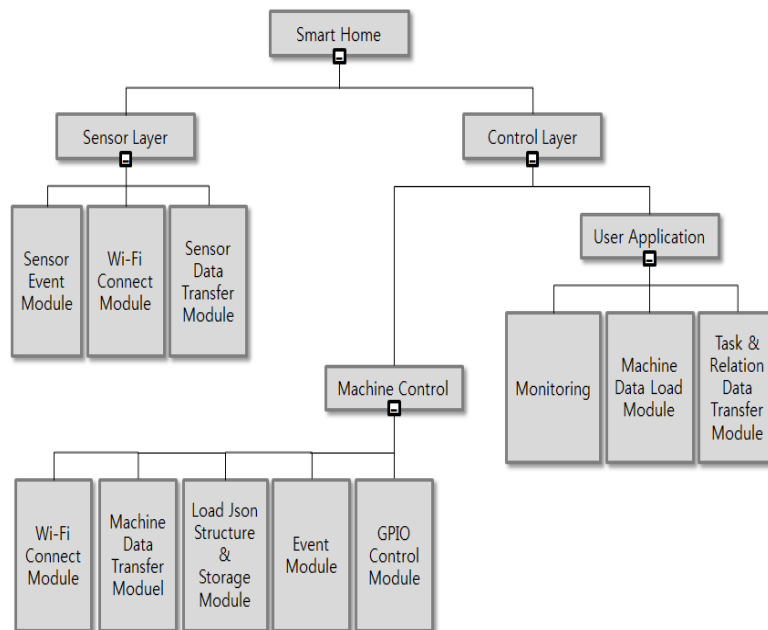 Smart Home
Sensor Layer
Control Layer
Sensor
Event
Module
Wi-Fi
Connect
Module
Sensor
Data
Transfer
Module
User Application
Machine Control
Monitoring
Machine
Data Load
Module
Task &
Relation
Data
Transfer
Module
Wi-Fi
Connect
Module
Machine
Data
Transfer
Moduel
Load Json
Structure
&
Storage
Module
Event
Module
GPIO
Control
Module